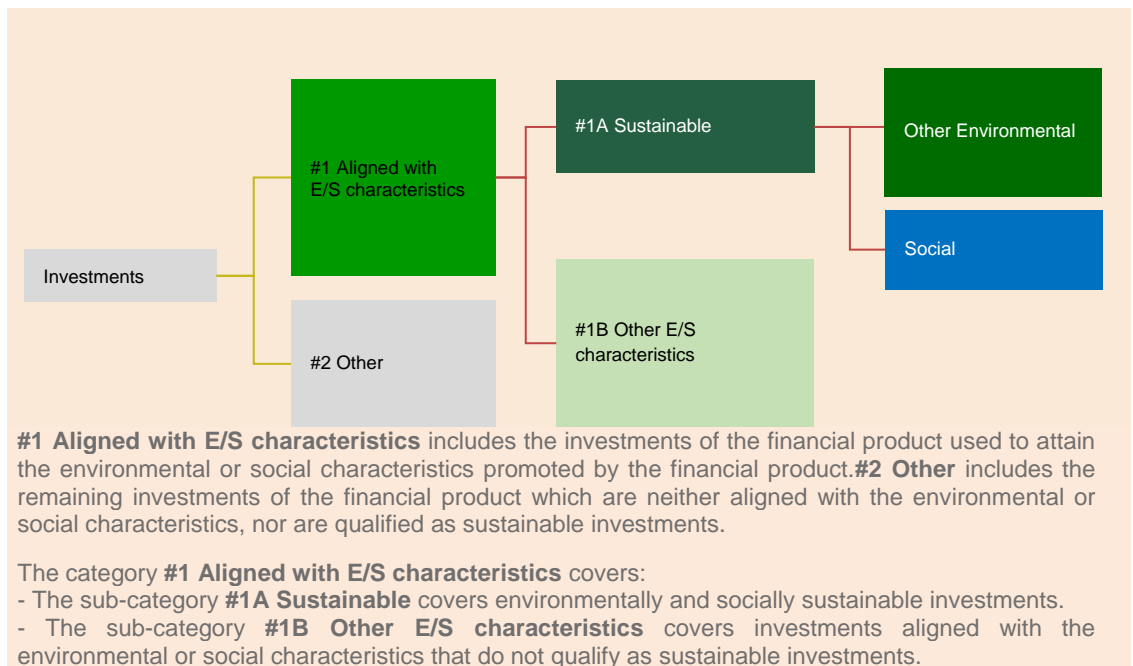 #1A Sustainable
Other Environmental
#1 Aligned with
E/S characteristics
Social
Investments
#1B Other E/S
characteristics
#2 Other
#1 Aligned with E/S characteristics includes the investments of the financial product used to attain
the environmental or social characteristics promoted by the financial product.#2 Other includes the
remaining investments of the financial product which are neither aligned with the environmental or
social characteristics, nor are qualified as sustainable investments.
The category #1 Aligned with E/S characteristics covers:
- The sub-category #1A Sustainable covers environmentally and socially sustainable investments.
- The sub-category #1B Other E/S characteristics covers investments aligned with the
environmental or social characteristics that do not qualify as sustainable investments.